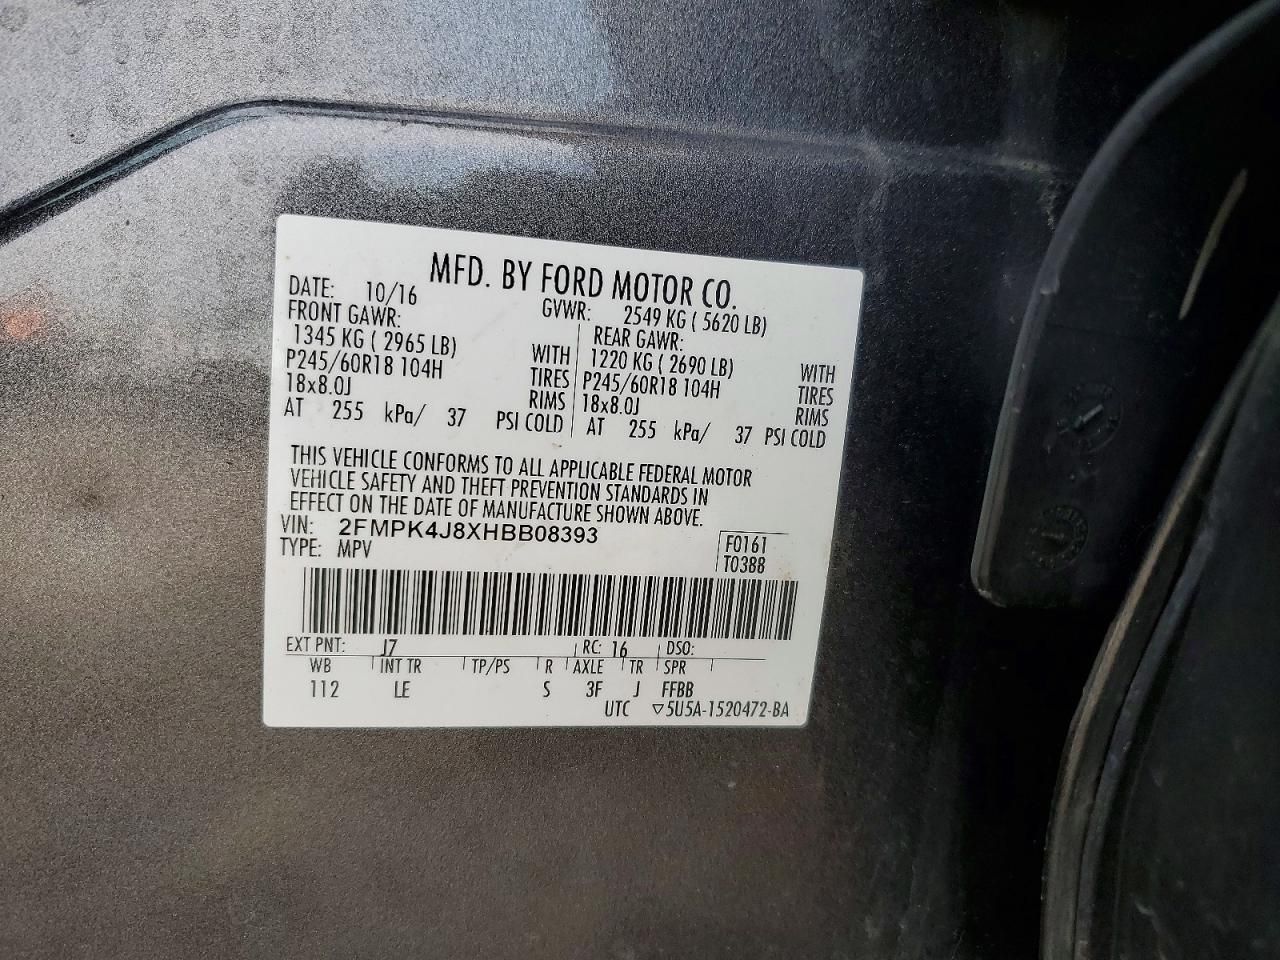 MFD. BY FORD MOTOR CO.
DATE: 10/16 GVWR: 2549 KG ( 5620 LB)
FRONT GAWR: REAR GAWR:
1345 KG ( 2965 LB) WITH 1220 KG ( 2690 LB) WITH
P245/60R18 104H TIRES P245/60R18 104H TIRES
18x8.0J RIMS 18x8.0J RIMS
AT 255 kPa/ 37 PSI COLD AT 255 kPa/ 37 PSI COLD
THIS VEHICLE CONFORMS TO ALL APPLICABLE FEDERAL MOTOR
VEHICLE SAFETY AND THEFT PREVENTION STANDARDS IN
EFFECT ON THE DATE OF MANUFACTURE SHOWN ABOVE.
VIN: 2FMPK4J8XHBB08393
TYPE: MPV
F0161
T0388
EXT PNT: J7 RC: 16 DSO:
WB INT TR TP/PS R AXLE TR SPR
112 LE S 3F J FFBB
UTC ▽5U5A-1520472-BA